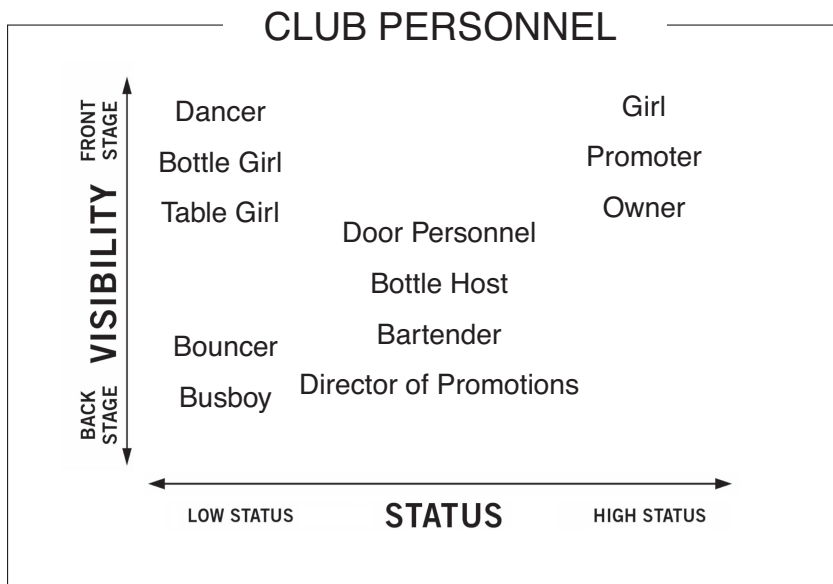 CLUB PERSONNEL
FRONT
STAGE
VISIBILITY
BACK
STAGE
Dancer
Bottle Girl
Table Girl
Bouncer
Busboy
Door Personnel
Bottle Host
Bartender
Director of Promotions
Girl
Promoter
Owner
LOW STATUS
STATUS
HIGH STATUS